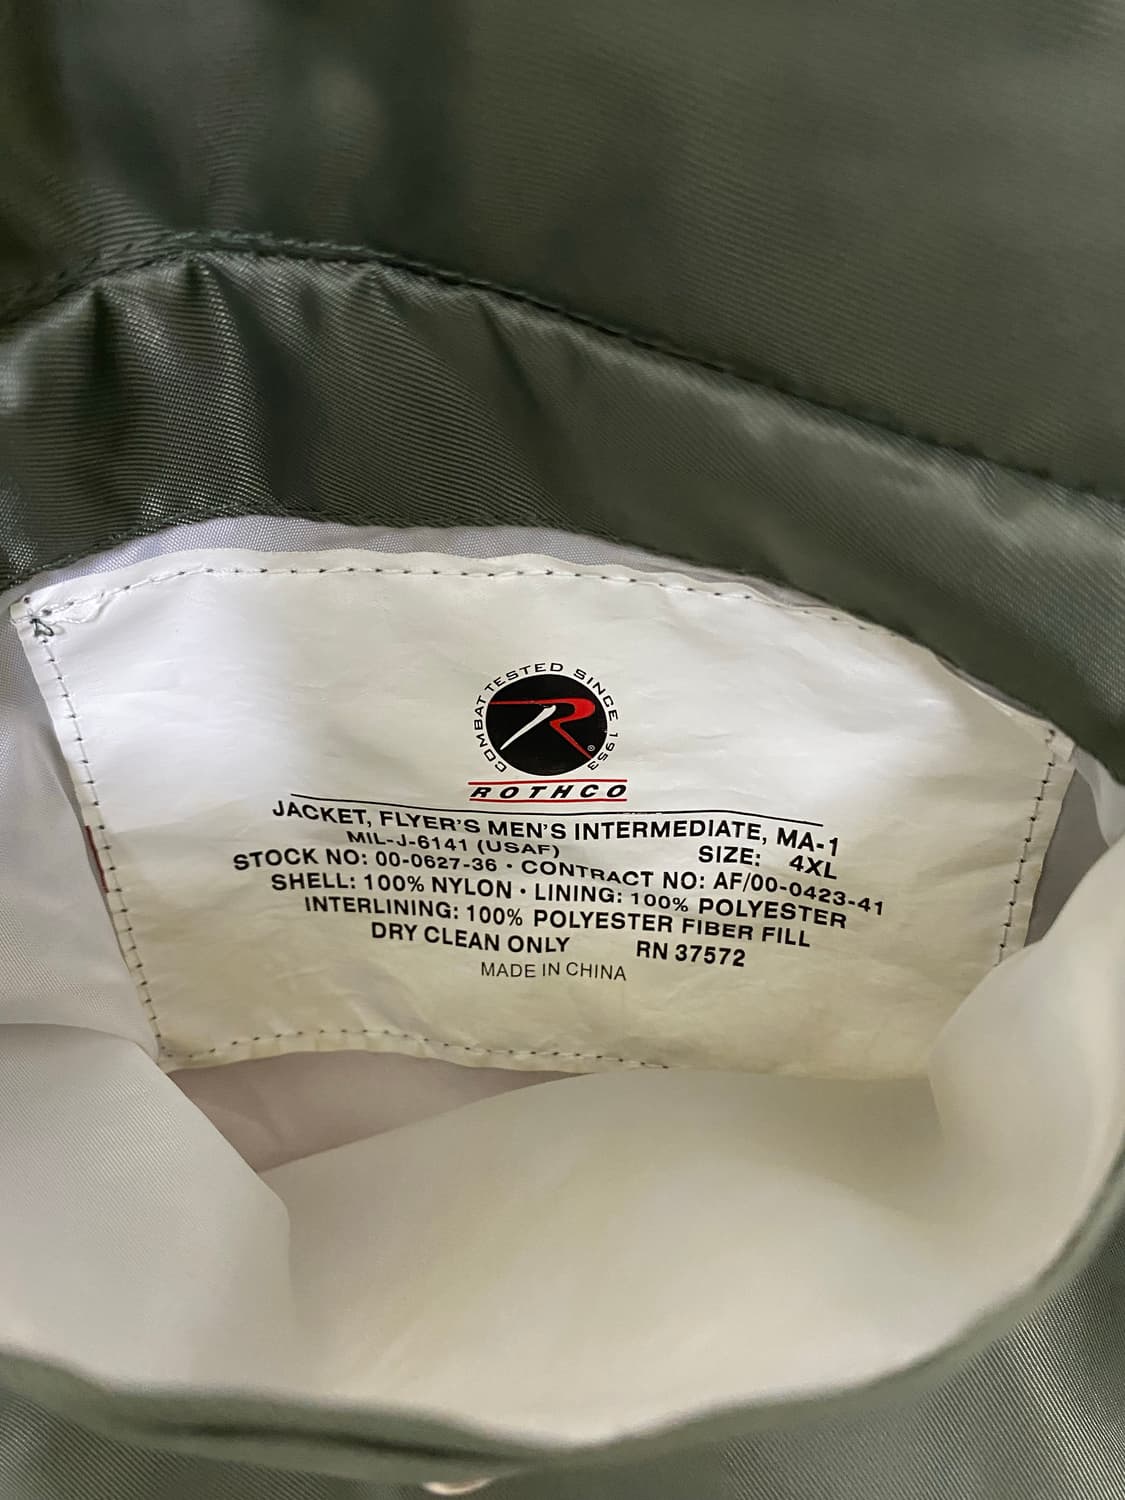 COMBAT TESTED SINCE 1953
R ®
ROTHCO
JACKET, FLYER'S MEN'S INTERMEDIATE, MA-1
MIL-J-6141 (USAF) SIZE: 4XL
STOCK NO: 00-0627-36 · CONTRACT NO: AF/00-0423-41
SHELL: 100% NYLON · LINING: 100% POLYESTER
INTERLINING: 100% POLYESTER FIBER FILL
DRY CLEAN ONLY RN 37572
MADE IN CHINA